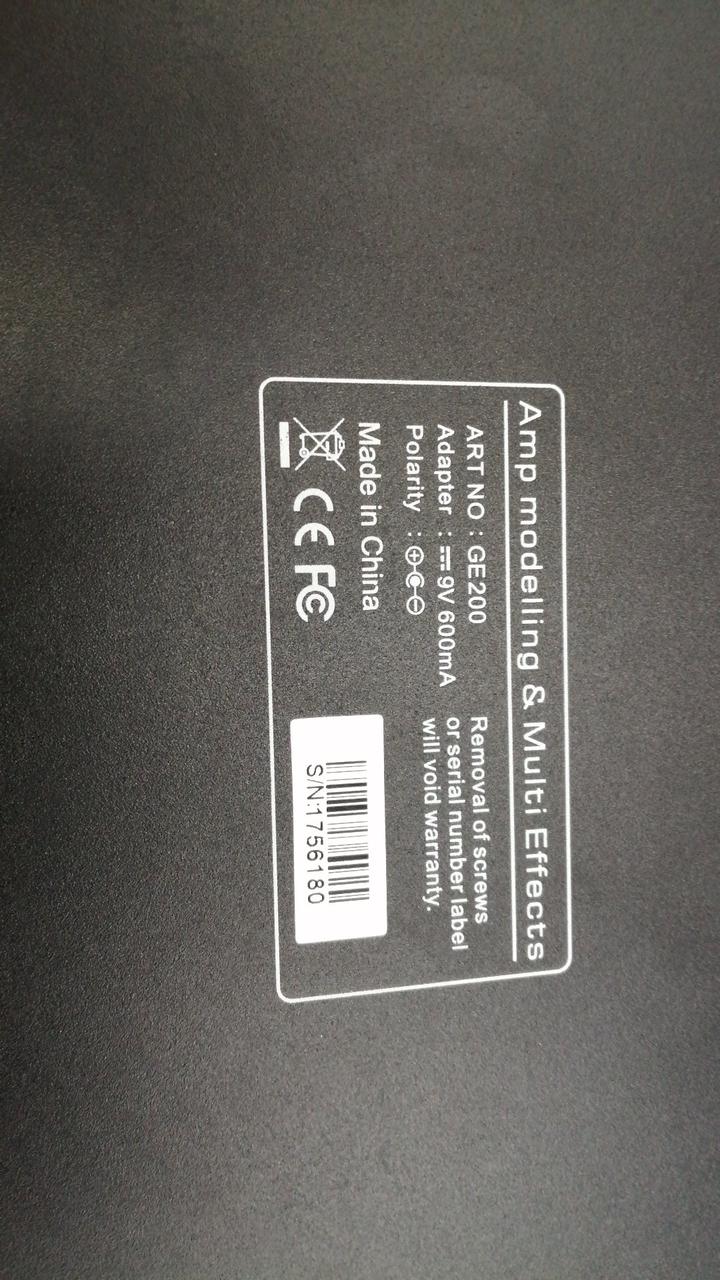 Amp modelling & Multi Effects
ART NO : GE200
Adapter : ⎓ 9V 600mA
Polarity :
Removal of screws
or serial number label
will void warranty.
Made in China
CE FC
S/N:1756180